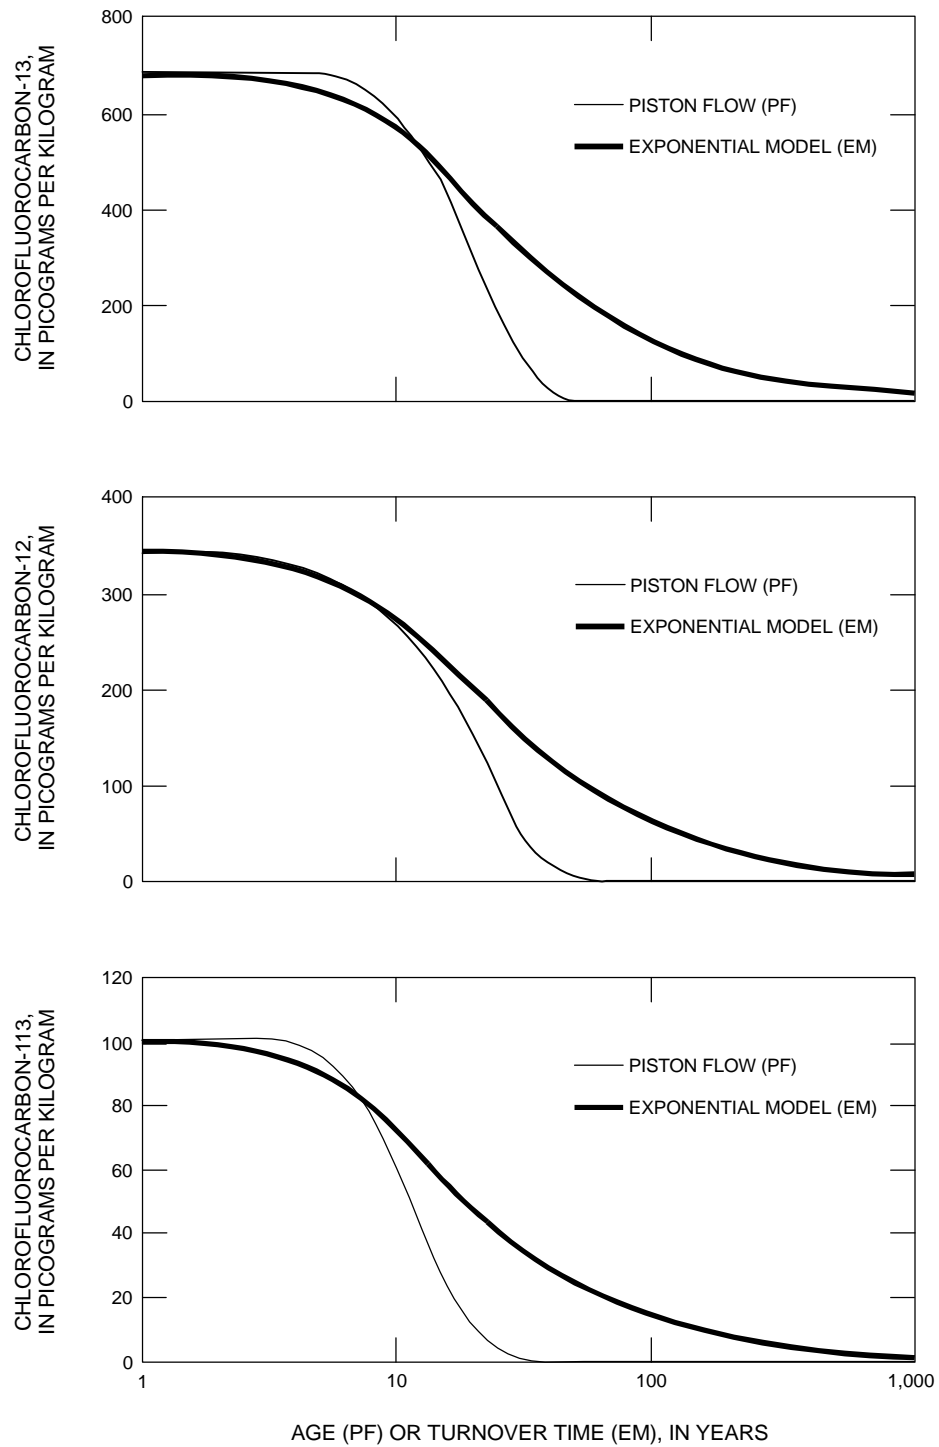 CHLOROFLUOROCARBON-13,
IN PICOGRAMS PER KILOGRAM
800
600
400
200
0
PISTON FLOW (PF)
EXPONENTIAL MODEL (EM)
CHLOROFLUOROCARBON-12,
IN PICOGRAMS PER KILOGRAM
400
300
200
100
0
PISTON FLOW (PF)
EXPONENTIAL MODEL (EM)
CHLOROFLUOROCARBON-113,
IN PICOGRAMS PER KILOGRAM
120
100
80
60
40
20
0
PISTON FLOW (PF)
EXPONENTIAL MODEL (EM)
1 10 100 1,000
AGE (PF) OR TURNOVER TIME (EM), IN YEARS